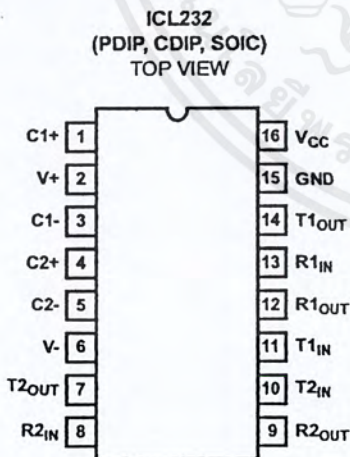 ICL232
(PDIP, CDIP, SOIC)
TOP VIEW
C1+ 1 16 VCC
V+ 2 15 GND
C1- 3 14 T1OUT
C2+ 4 13 R1IN
C2- 5 12 R1OUT
V- 6 11 T1IN
T2OUT 7 10 T2IN
R2IN 8 9 R2OUT